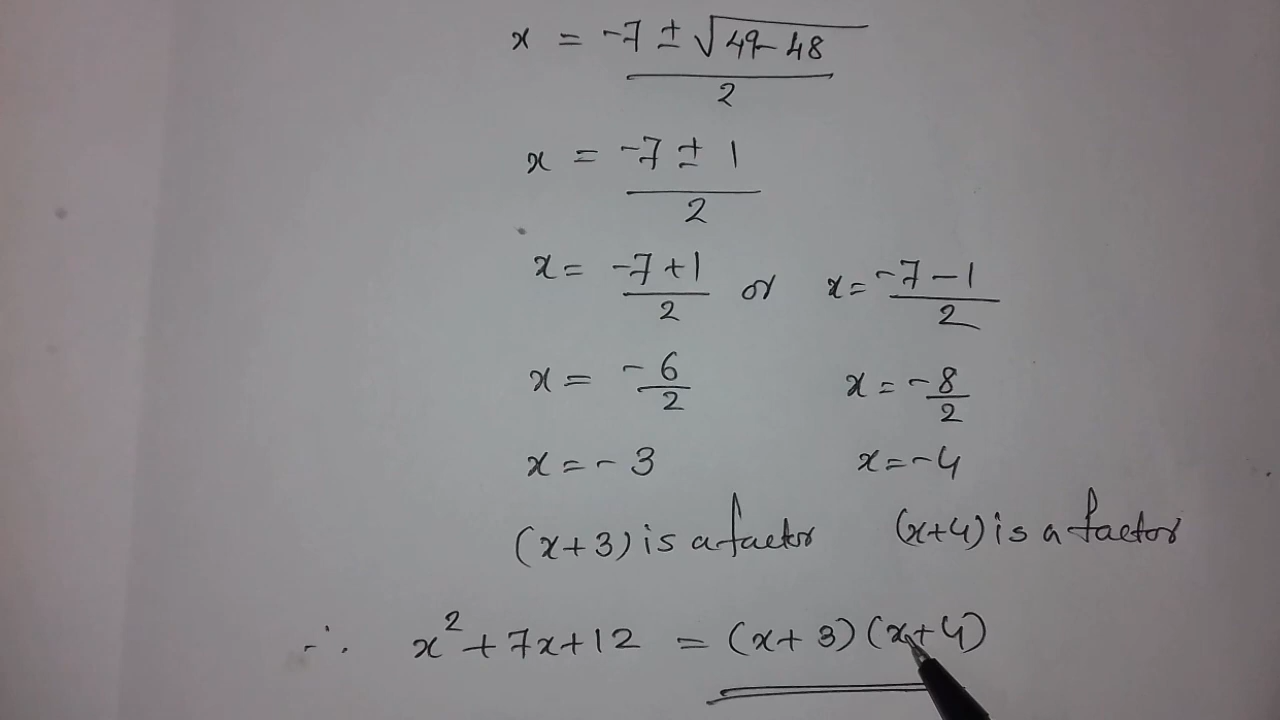 x = -7 ± √49-48
2
x = -7 ± 1
2
x = -7+1 or x = -7-1
2 2
x = -6 x = -8
2 2
x = -3 x = -4
(x+3) is a factor (x+4) is a factor
∴ x² + 7x + 12 = (x+3)(x+4)